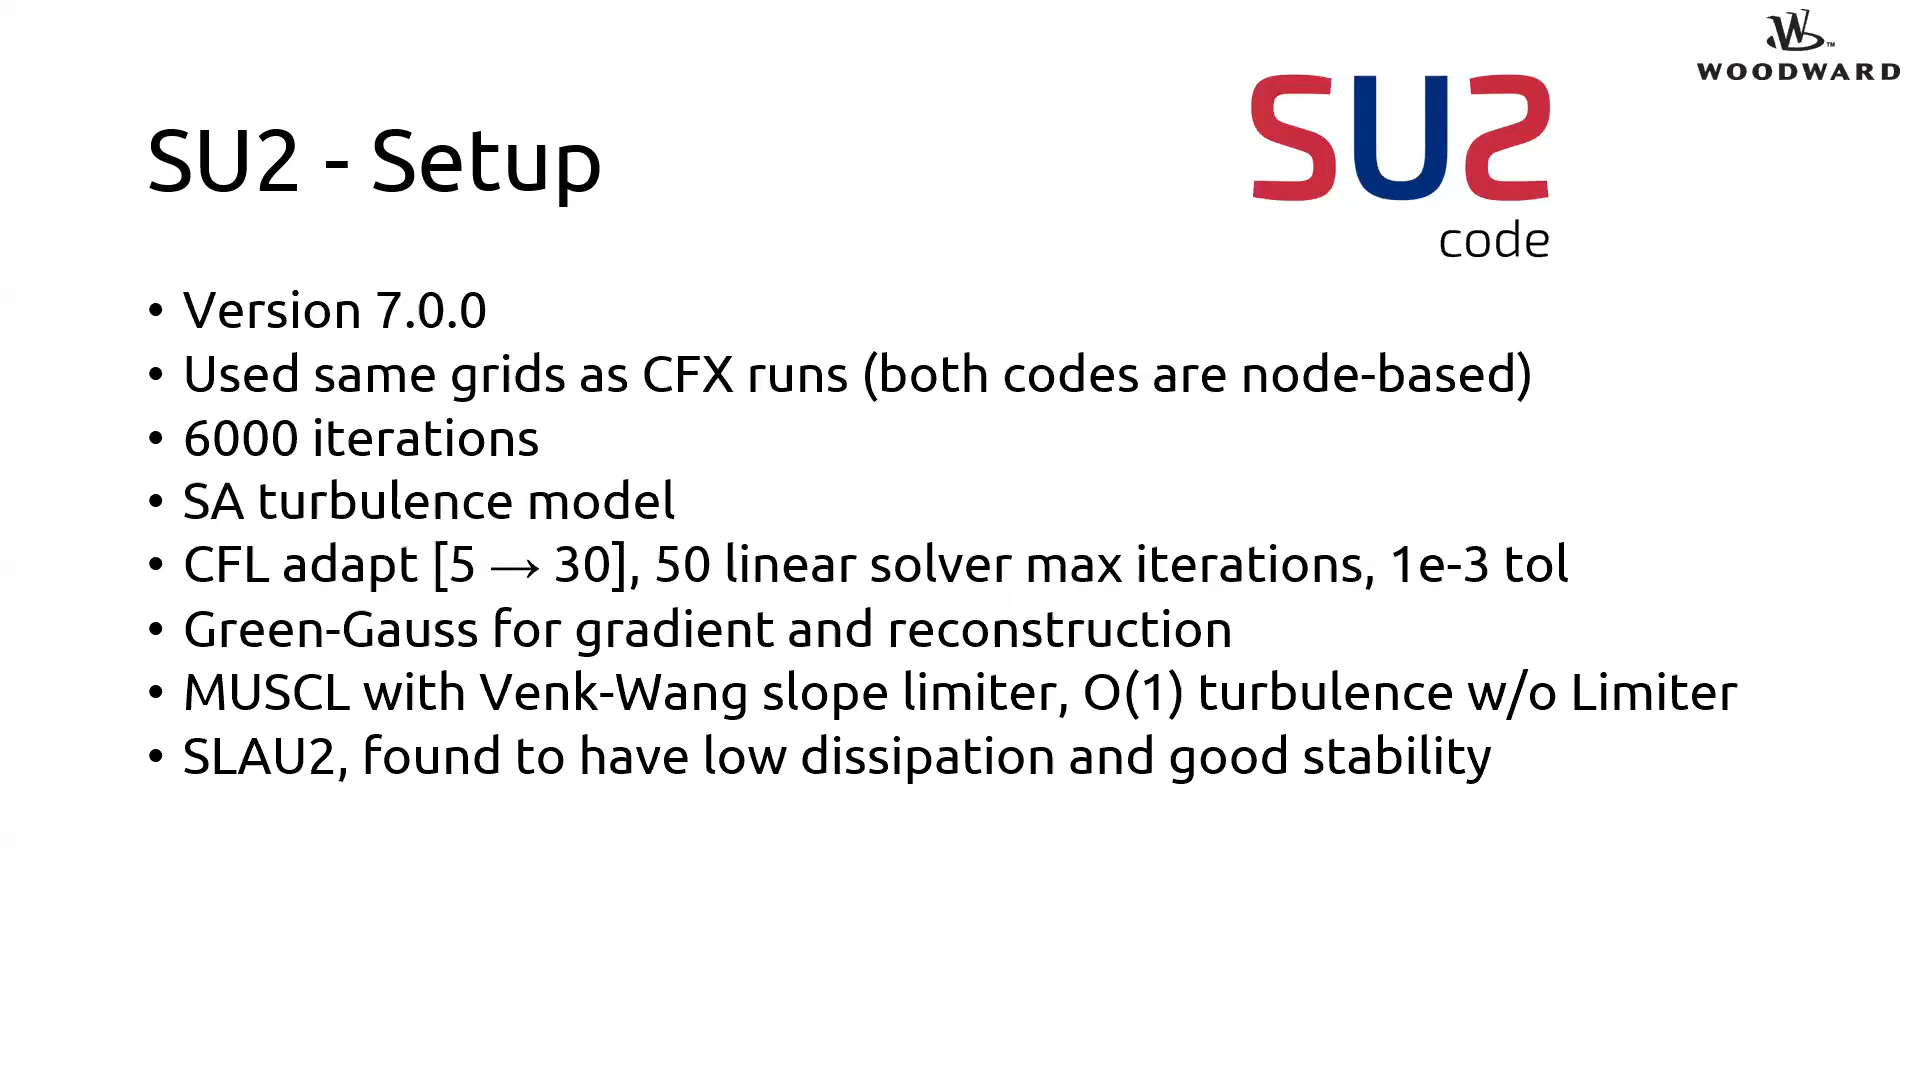 W™
WOODWARD
SU2
code
SU2 - Setup
• Version 7.0.0
• Used same grids as CFX runs (both codes are node-based)
• 6000 iterations
• SA turbulence model
• CFL adapt [5 → 30], 50 linear solver max iterations, 1e-3 tol
• Green-Gauss for gradient and reconstruction
• MUSCL with Venk-Wang slope limiter, O(1) turbulence w/o Limiter
• SLAU2, found to have low dissipation and good stability